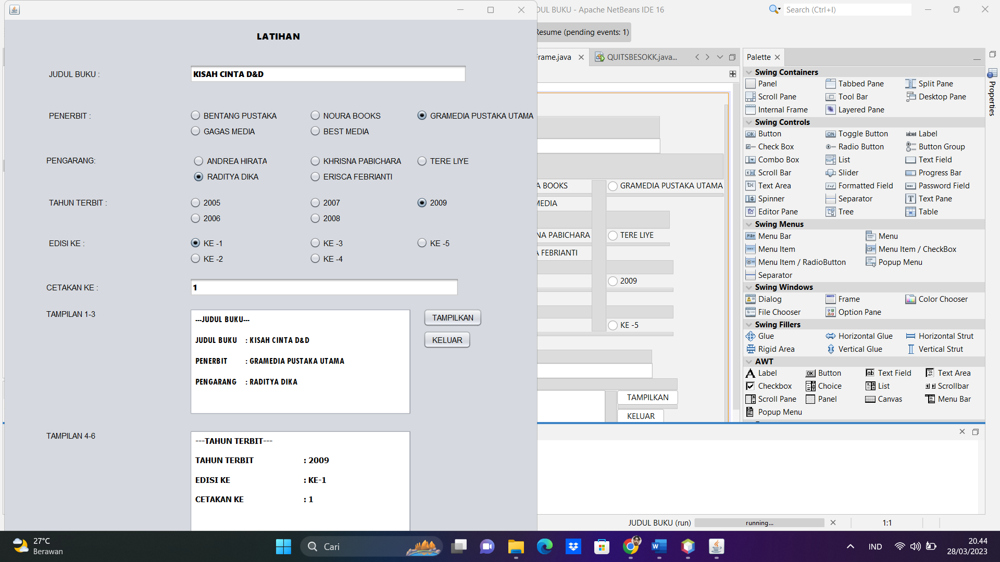 LATIHAN
JUDUL BUKU :
KISAH CINTA D&D
PENERBIT :
BENTANG PUSTAKA
NOURA BOOKS
GRAMEDIA PUSTAKA UTAMA
GAGAS MEDIA
BEST MEDIA
PENGARANG:
ANDREA HIRATA
KHRISNA PABICHARA
TERE LIYE
RADITYA DIKA
ERISCA FEBRIANTI
TAHUN TERBIT :
2005
2007
2009
2006
2008
EDISI KE :
KE -1
KE -3
KE -5
KE -2
KE -4
CETAKAN KE :
1
TAMPILAN 1-3
---JUDUL BUKU---
JUDUL BUKU : KISAH CINTA D&D
PENERBIT : GRAMEDIA PUSTAKA UTAMA
PENGARANG : RADITYA DIKA
TAMPILKAN
KELUAR
TAMPILAN 4-6
---TAHUN TERBIT---
TAHUN TERBIT : 2009
EDISI KE : KE-1
CETAKAN KE : 1
DUL BUKU - Apache NetBeans IDE 16
Search (Ctrl+I)
Resume (pending events: 1)
Frame.java
QUITSBESOKK.java...
A BOOKS
GRAMEDIA PUSTAKA UTAMA
MEDIA
NA PABICHARA
TERE LIYE
A FEBRIANTI
2009
KE -5
TAMPILKAN
KELUAR
Palette
Properties
Swing Containers
Panel
Tabbed Pane
Split Pane
Scroll Pane
Tool Bar
Desktop Pane
Internal Frame
Layered Pane
Swing Controls
Button
Toggle Button
Label
Check Box
Radio Button
Button Group
Combo Box
List
Text Field
Scroll Bar
Slider
Progress Bar
Text Area
Formatted Field
Password Field
Spinner
Separator
Text Pane
Editor Pane
Tree
Table
Swing Menus
Menu Bar
Menu
Menu Item
Menu Item / CheckBox
Menu Item / RadioButton
Popup Menu
Separator
Swing Windows
Dialog
Frame
Color Chooser
File Chooser
Option Pane
Swing Fillers
Glue
Horizontal Glue
Horizontal Strut
Rigid Area
Vertical Glue
Vertical Strut
AWT
Label
Button
Text Field
Text Area
Checkbox
Choice
List
Scrollbar
Scroll Pane
Panel
Canvas
Menu Bar
Popup Menu
JUDUL BUKU (run)
running...
1:1
27°C
Berawan
Cari
IND
20.44
28/03/2023